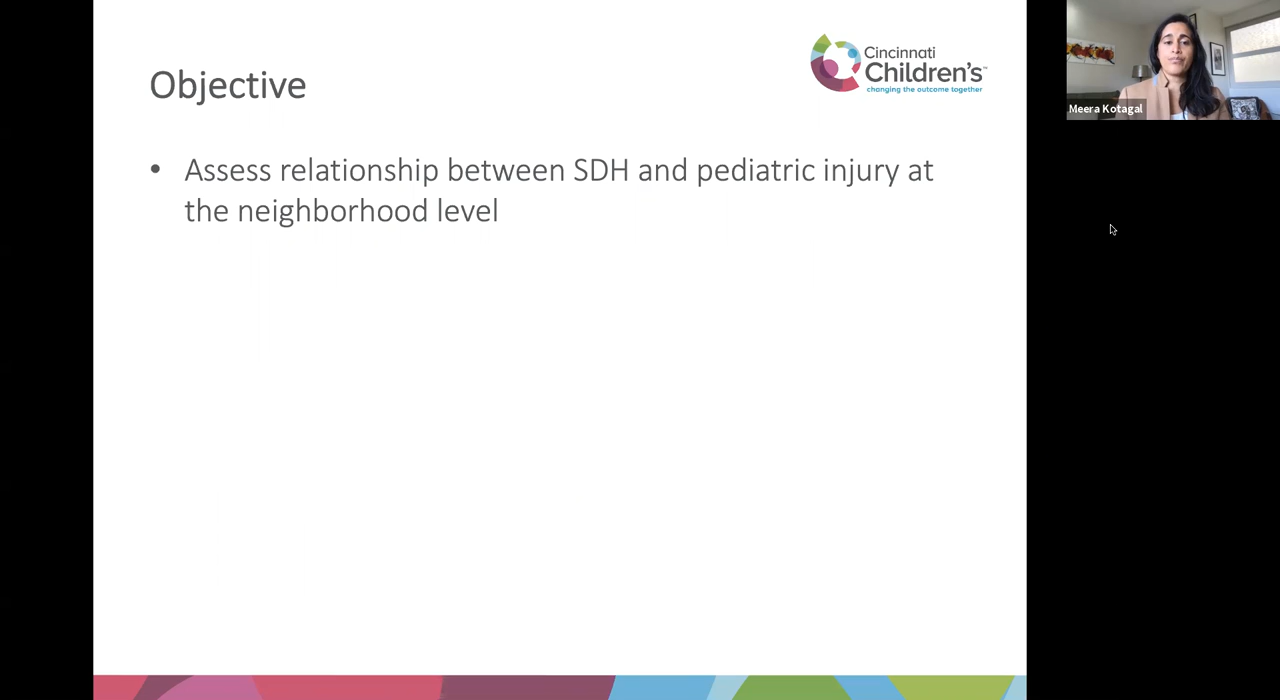 Objective
Cincinnati
Children's™
changing the outcome together
• Assess relationship between SDH and pediatric injury at
the neighborhood level
Meera Kotagal